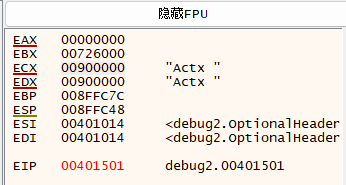 隐藏FPU
EAX 00000000
EBX 00726000
ECX 00900000 "Actx "
EDX 00900000 "Actx "
EBP 008FFC7C
ESP 008FFC48
ESI 00401014 <debug2.OptionalHeader
EDI 00401014 <debug2.OptionalHeader
EIP 00401501 debug2.00401501